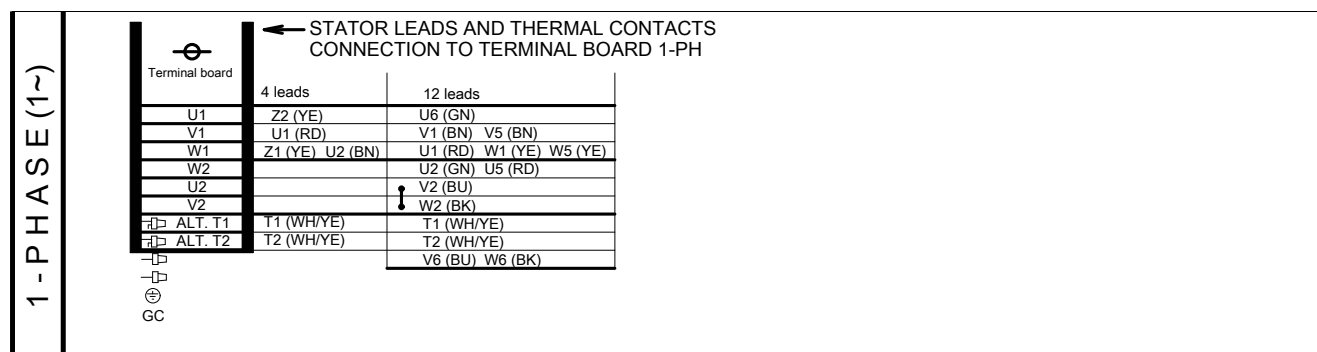 1-PHASE (1~)
STATOR LEADS AND THERMAL CONTACTS
CONNECTION TO TERMINAL BOARD 1-PH
Terminal board
4 leads 12 leads
U1 Z2 (YE) U6 (GN)
V1 U1 (RD) V1 (BN) V5 (BN)
W1 Z1 (YE) U2 (BN) U1 (RD) W1 (YE) W5 (YE)
W2 U2 (GN) U5 (RD)
U2 V2 (BU)
V2 W2 (BK)
ALT. T1 T1 (WH/YE) T1 (WH/YE)
ALT. T2 T2 (WH/YE) T2 (WH/YE)
V6 (BU) W6 (BK)
GC